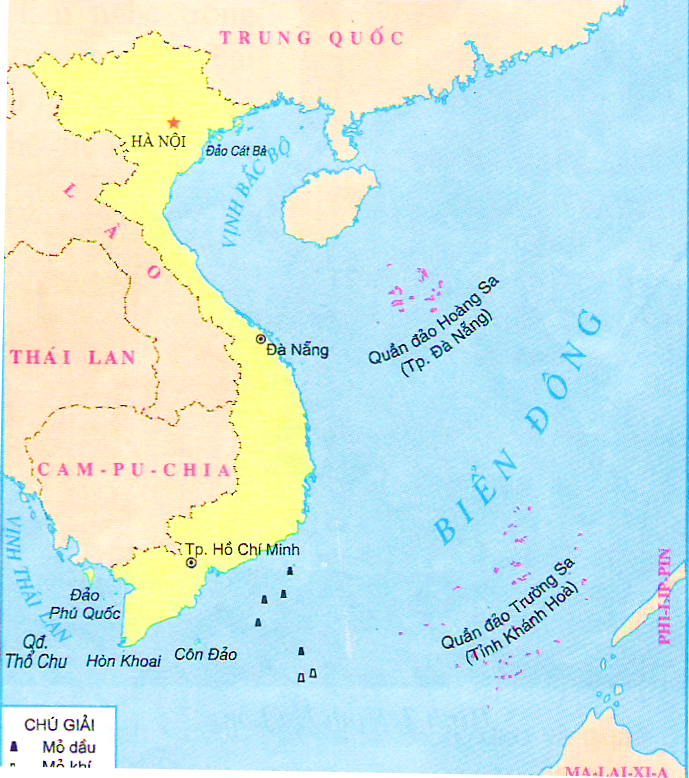 TRUNG QUỐC
HÀ NỘI
Đảo Cát Bà
VỊNH BẮC BỘ
LÀO
Quần đảo Hoàng Sa
(Tp. Đà Nẵng)
Đà Nẵng
THÁI LAN
BIỂN ĐÔNG
CAM-PU-CHIA
VỊNH THÁI LAN
Tp. Hồ Chí Minh
Đảo
Phú Quốc
Quần đảo Trường Sa
(Tỉnh Khánh Hoà)
PHI-LIP-PIN
Qđ.
Thổ Chu
Hòn Khoai
Côn Đảo
CHÚ GIẢI
Mỏ dầu
Mỏ khí
MA-LAI-XI-A